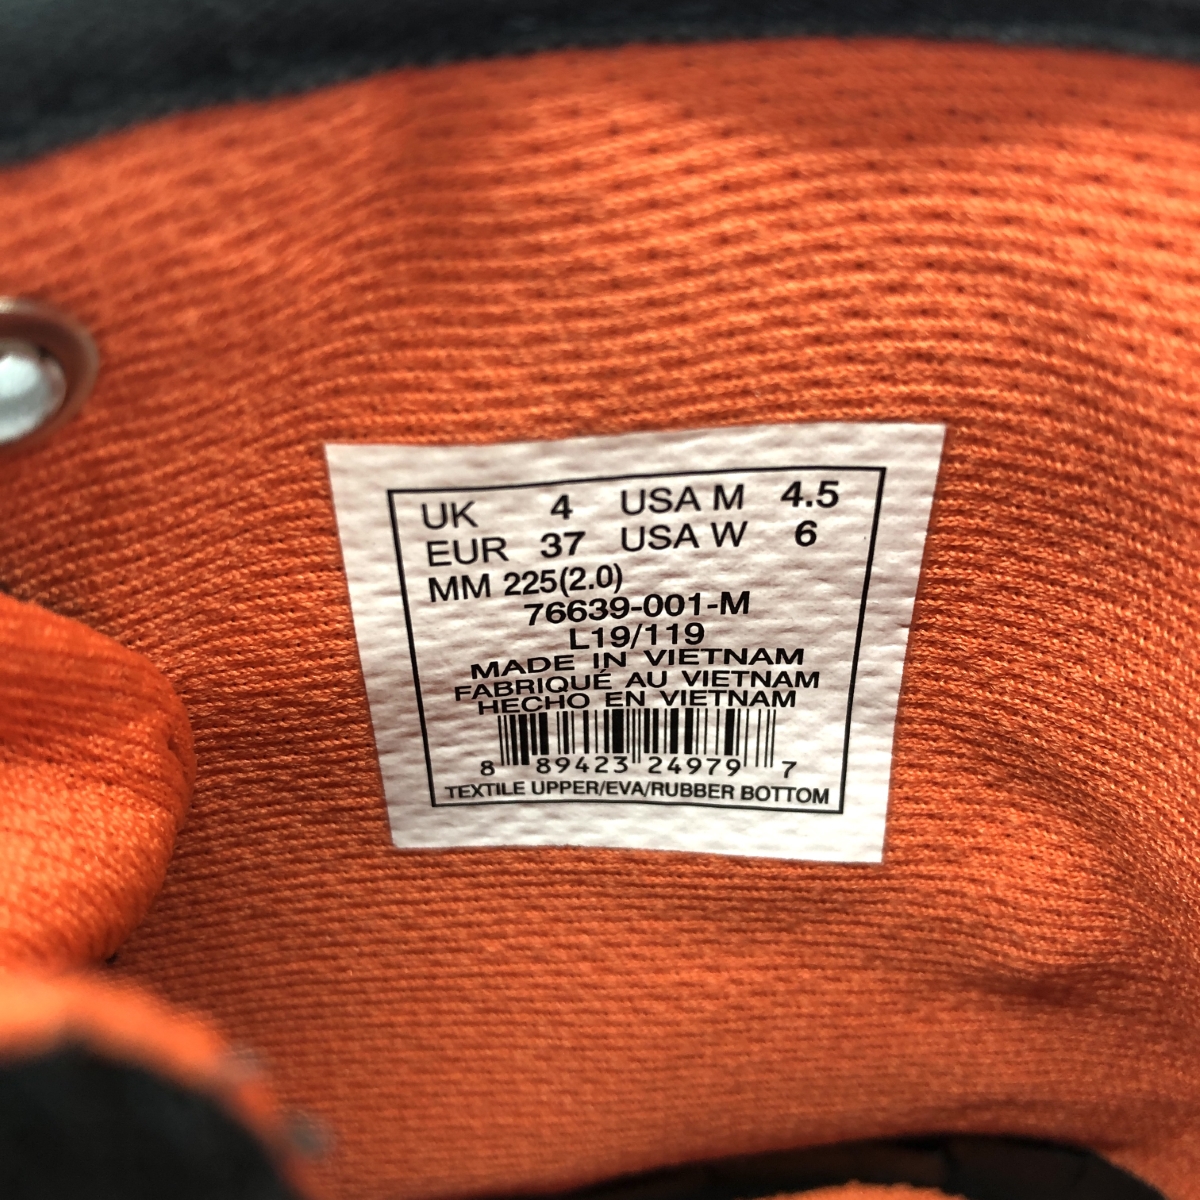 UK 4 USA M 4.5
EUR 37 USA W 6
MM 225(2.0)
76639-001-M
L19/119
MADE IN VIETNAM
FABRIQUÉ AU VIETNAM
HECHO EN VIETNAM
8 89423 24979 7
TEXTILE UPPER/EVA/RUBBER BOTTOM